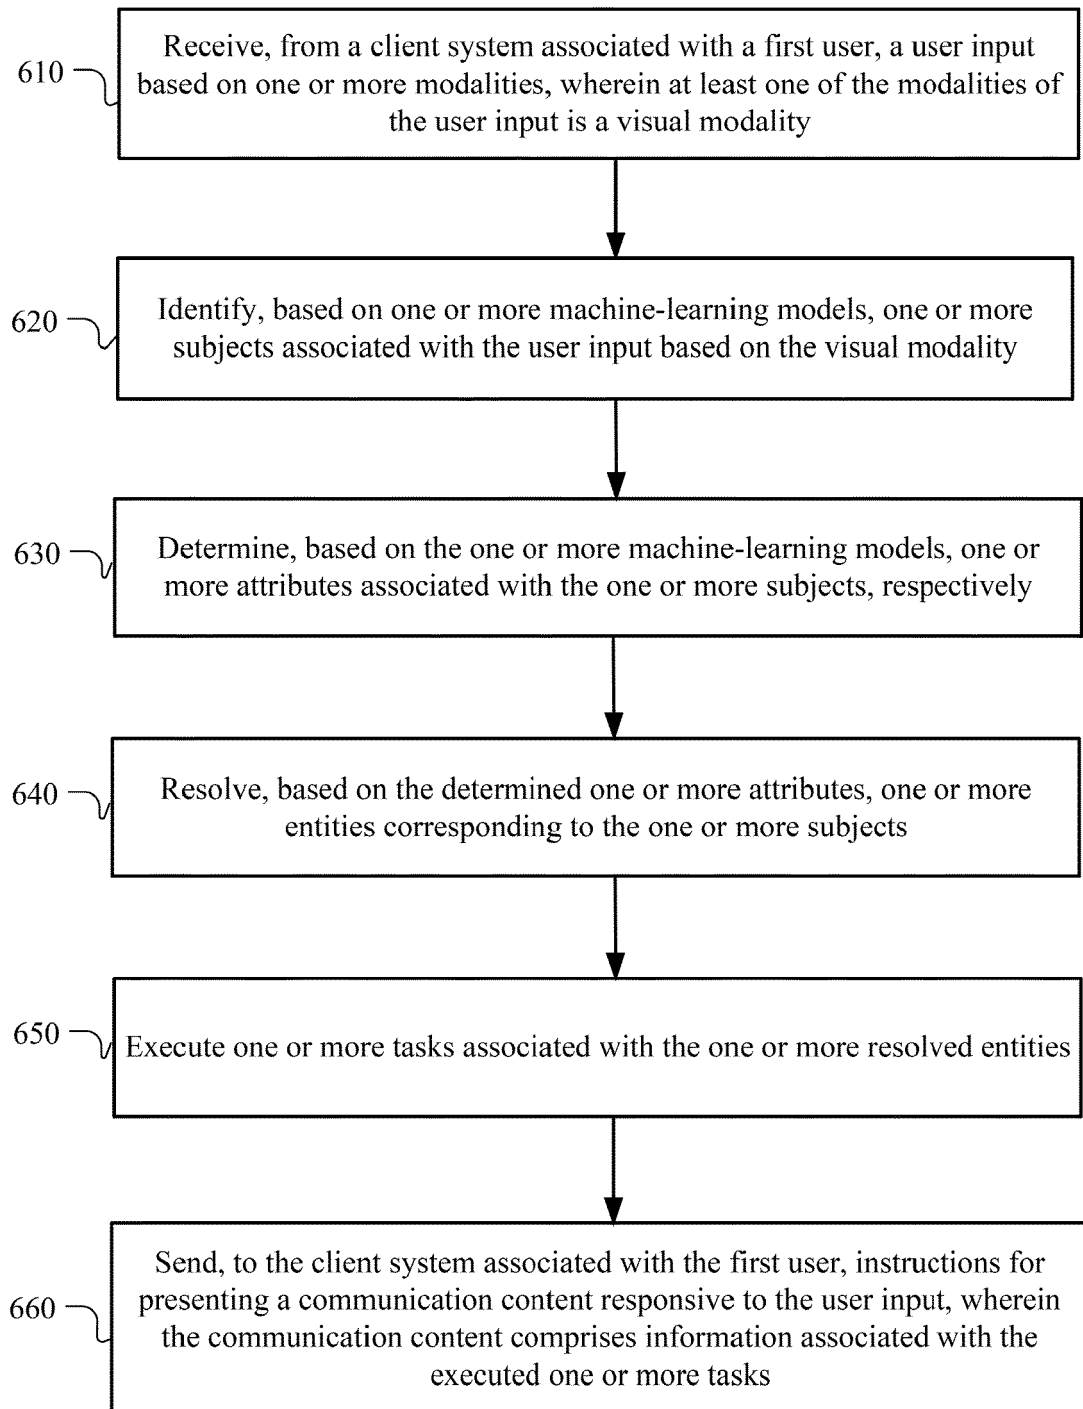 610
Receive, from a client system associated with a first user, a user input
based on one or more modalities, wherein at least one of the modalities of
the user input is a visual modality
620
Identify, based on one or more machine-learning models, one or more
subjects associated with the user input based on the visual modality
630
Determine, based on the one or more machine-learning models, one or
more attributes associated with the one or more subjects, respectively
640
Resolve, based on the determined one or more attributes, one or more
entities corresponding to the one or more subjects
650
Execute one or more tasks associated with the one or more resolved entities
660
Send, to the client system associated with the first user, instructions for
presenting a communication content responsive to the user input, wherein
the communication content comprises information associated with the
executed one or more tasks